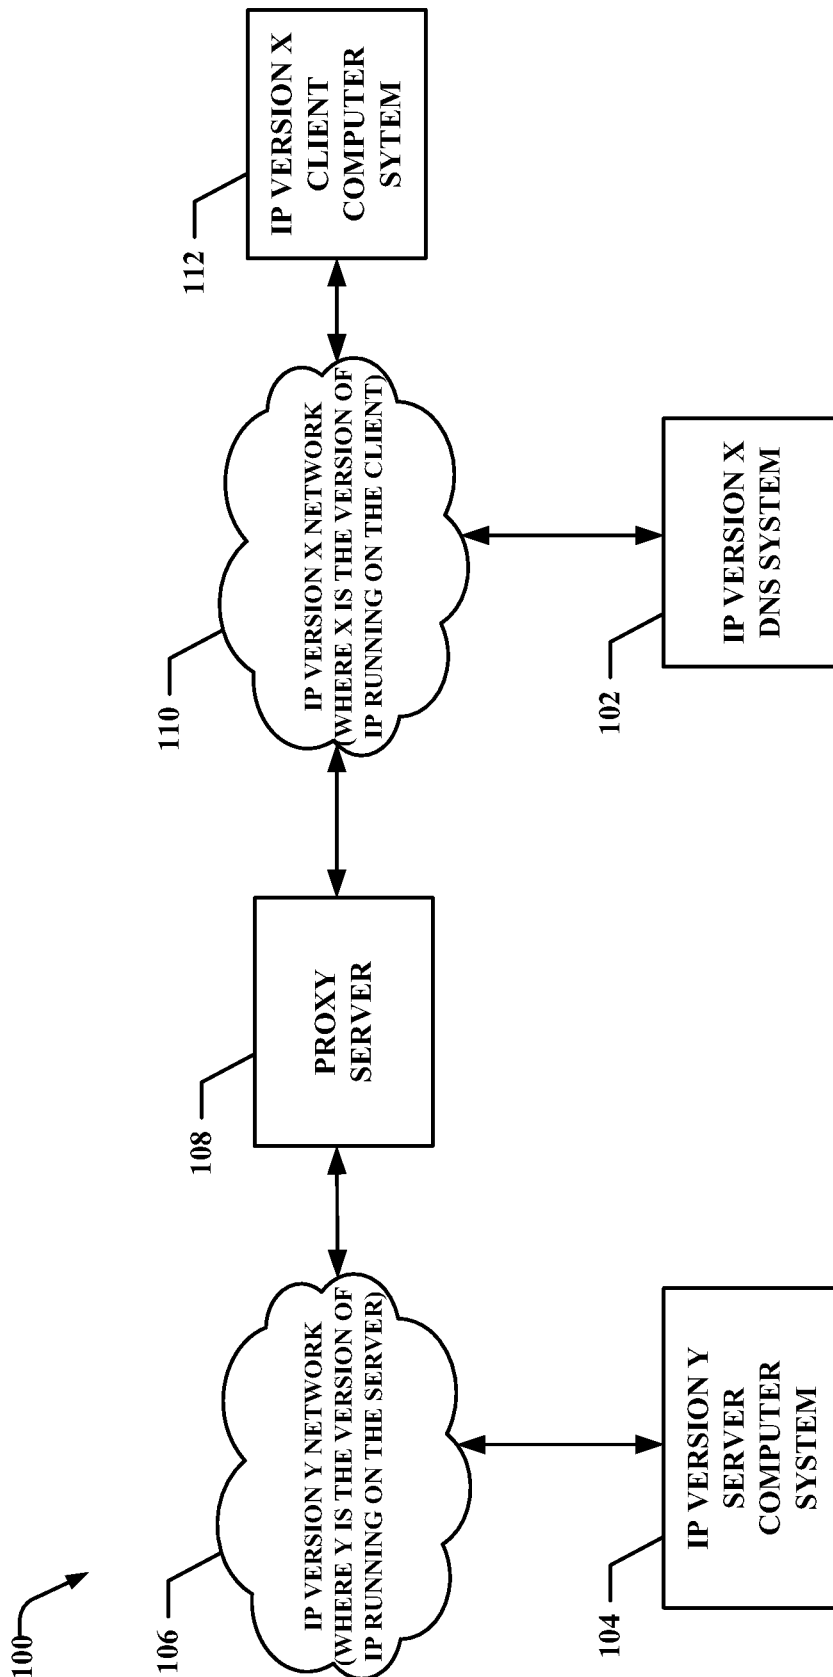 100
106
IP VERSION Y NETWORK
(WHERE Y IS THE VERSION OF
IP RUNNING ON THE SERVER)
108
PROXY
SERVER
110
IP VERSION X NETWORK
(WHERE X IS THE VERSION OF
IP RUNNING ON THE CLIENT)
112
IP VERSION X
CLIENT
COMPUTER
SYTEM
104
IP VERSION Y
SERVER
COMPUTER
SYSTEM
102
IP VERSION X
DNS SYSTEM